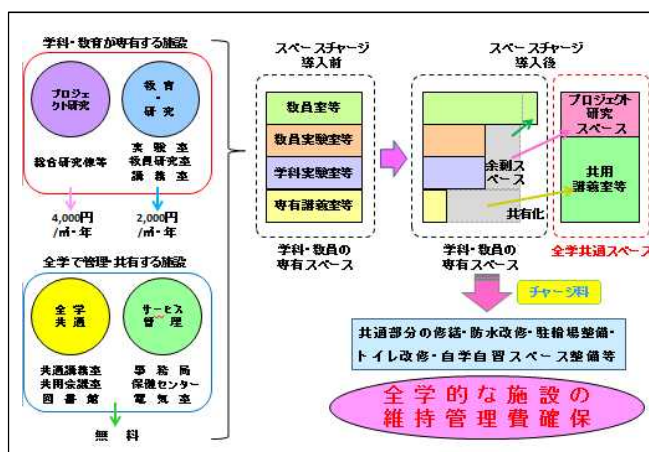 学科・教育が専有する施設
プロジェ
クト研究
教育
・
研究
総合研究棟等
実験室
教員研究室
講義室
4,000円
/㎡・年
2,000円
/㎡・年
全学で管理・共有する施設
全学
共通
サービス
管理
共通講義室
共用会議室
図書館
事務局
保健センター
電気室
無料
スペースチャージ
導入前
教員室等
教員実験室等
学科実験室等
専有講義室等
学科・教員の
専有スペース
スペースチャージ
導入後
余剰ス
ペース
共有化
学科・教員の
専有スペース
プロジェクト
研究
スペース
共用
講義室等
全学共通スペース
チャージ料
共通部分の修繕・防水改修・駐輪場整備・
トイレ改修・自学自習スペース整備等
全学的な施設の
維持管理費確保